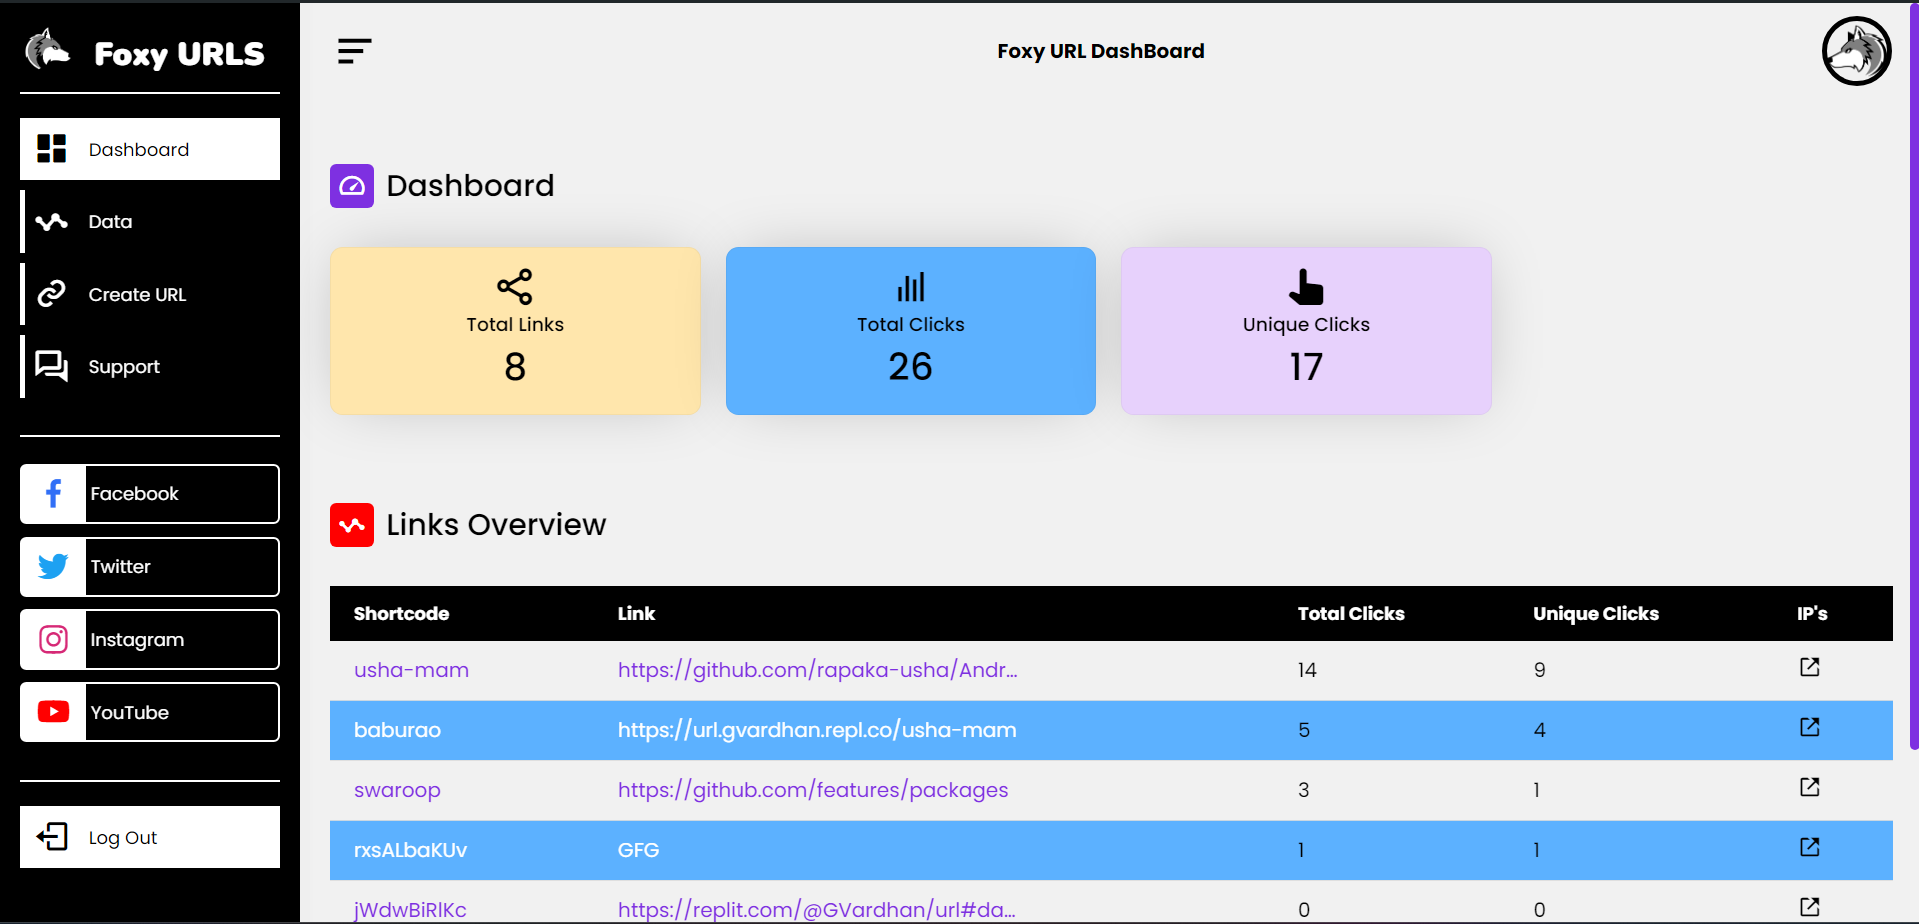 Foxy URLS
Foxy URL DashBoard
Dashboard
Data
Create URL
Support
Facebook
Twitter
Instagram
YouTube
Log Out
Dashboard
Total Links
8
Total Clicks
26
Unique Clicks
17
Links Overview
Shortcode Link Total Clicks Unique Clicks IP's
usha-mam https://github.com/rapaka-usha/Andr... 14 9
baburao https://url.gvardhan.repl.co/usha-mam 5 4
swaroop https://github.com/features/packages 3 1
rxsALbaKUv GFG 1 1
jWdwBiRlKc https://replit.com/@GVardhan/url#da... 0 0